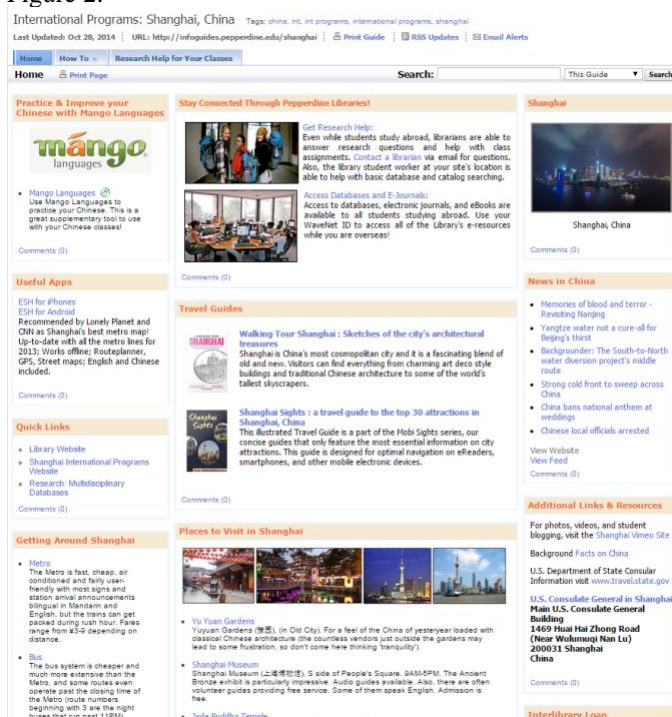 Figure 2:
International Programs: Shanghai, China Tags: china, int, int programs, international programs, shanghai
Last Updated: Oct 28, 2014 URL: http://infoguides.pepperdine.edu/shanghai Print Guide RSS Updates Email Alerts
Home How To Research Help for Your Classes
Home Print Page Search: This Guide Search
Practice & Improve your
Chinese with Mango Languages
mango
languages
Mango Languages
Use Mango Languages to
practice your Chinese. This is a
great supplementary tool to use
with your Chinese classes!
Comments (0)
Useful Apps
ESH for iPhones
ESH for Android
Recommended by Lonely Planet and
CNN as Shanghai's best metro map!
Up-to-date with all the metro lines for
2013; Works offline; Routeplanner,
GPS, Street maps; English and Chinese
included.
Comments (0)
Quick Links
Library Website
Shanghai International Programs
Website
Research: Multidisciplinary
Databases
Comments (0)
Getting Around Shanghai
Metro
The Metro is fast, cheap, air
conditioned and fairly user-
friendly with most signs and
station arrival announcements
bilingual in Mandarin and
English, but the trains can get
packed during rush hour. Fares
range from ¥3-9 depending on
distance.
Bus
The bus system is cheaper and
much more extensive than the
Metro, and some routes even
operate past the closing time of
the Metro (route numbers
beginning with 3 are the night
buses that run past 11PM)
Stay Connected Through Pepperdine Libraries!
Get Research Help:
Even while students study abroad, librarians are able to
answer research questions and help with class
assignments. Contact a librarian via email for questions.
Also, the library student worker at your site's location is
able to help with basic database and catalog searching.
Access Databases and E-Journals:
Access to databases, electronic journals, and eBooks are
available to all students studying abroad. Use your
WaveNet ID to access all of the Library's e-resources
while you are overseas!
Comments (0)
Travel Guides
SHANGHAI
Walking Tour Shanghai : Sketches of the city's architectural
treasures
Shanghai is China's most cosmopolitan city and it is a fascinating blend of
old and new. Visitors can find everything from charming art deco style
buildings and traditional Chinese architecture to some of the world's
tallest skyscrapers.
Shanghai
Sights
Shanghai Sights : a travel guide to the top 30 attractions in
Shanghai, China
This illustrated Travel Guide is a part of the Mobi Sights series, our
concise guides that only feature the most essential information on city
attractions. This guide is designed for optimal navigation on eReaders,
smartphones, and other mobile electronic devices.
Comments (0)
Places to Visit in Shanghai
Yu Yuan Gardens
Yuyuan Gardens (豫园), (in Old City). For a feel of the China of yesteryear loaded with
classical Chinese architecture (the countless vendors just outside the gardens may
lead to some frustration, so don't come here thinking 'tranquility').
Shanghai Museum
Shanghai Museum (上海博物馆), S side of People's Square. 9AM-5PM. The Ancient
Bronze exhibit is particularly impressive. Audio guides available. Also, there are often
volunteer guides providing free service. Some of them speak English. Admission is
free.
Jade Buddha Temple
Shanghai
Shanghai, China
Comments (0)
News in China
Memories of blood and terror -
Revisiting Nanjing
Yangtze water not a cure-all for
Beijing's thirst
Backgrounder: The South-to-North
water diversion project's middle
route
Strong cold front to sweep across
China
China bans national anthem at
weddings
Chinese local officials arrested
View Website
View Feed
Comments (0)
Additional Links & Resources
For photos, videos, and student
blogging, visit the Shanghai Vimeo Site
Background Facts on China
U.S. Department of State Consular
Information visit www.travel.state.gov
U.S. Consulate General in Shanghai
Main U.S. Consulate General
Building
1469 Huai Hai Zhong Road
(Near Wulumuqi Nan Lu)
200031 Shanghai
China
Comments (0)
Interlibrary Loan